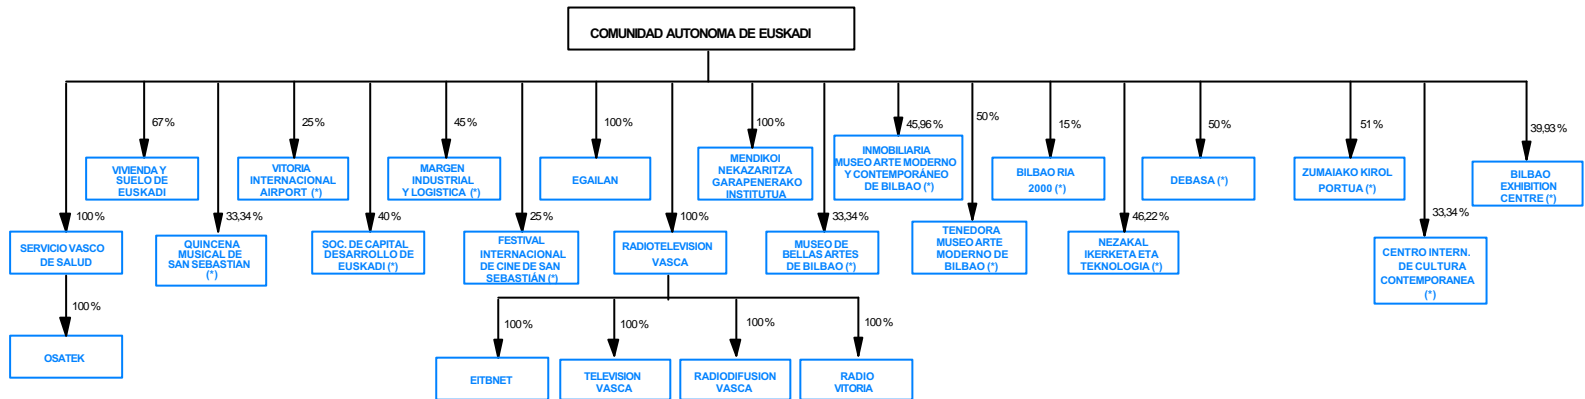 COMUNIDAD AUTONOMA DE EUSKADI
67 %
25 %
45 %
100 %
100 %
45,96 %
50 %
15 %
50 %
51 %
39,93 %
VIVIENDA Y
SUELO DE
EUSKADI
VITORIA
INTERNACIONAL
AIRPORT (*)
MARGEN
INDUSTRIAL
Y LOGISTICA (*)
EGAILAN
MENDIKOI
NEKAZARITZA
GARAPENERAKO
INSTITUTUA
INMOBILIARIA
MUSEO ARTE MODERNO
Y CONTEMPORÁNEO
DE BILBAO (*)
BILBAO RIA
2000 (*)
DEBASA (*)
ZUMAIAKO KIROL
PORTUA (*)
BILBAO
EXHIBITION
CENTRE (*)
100 %
33,34 %
40 %
25 %
100 %
33,34 %
46,22 %
33,34 %
SERVICIO VASCO
DE SALUD
QUINCENA
MUSICAL DE
SAN SEBASTIAN
(*)
SOC. DE CAPITAL
DESARROLLO DE
EUSKADI (*)
FESTIVAL
INTERNACIONAL
DE CINE DE SAN
SEBASTIÁN (*)
RADIOTELEVISION
VASCA
MUSEO DE
BELLAS ARTES
DE BILBAO (*)
TENEDORA
MUSEO ARTE
MODERNO DE
BILBAO (*)
NEZAKAL
IKERKETA ETA
TEKNOLOGIA (*)
CENTRO INTERN.
DE CULTURA
CONTEMPORANEA
(*)
100 %
100 %
100 %
100 %
100 %
OSATEK
EITBNET
TELEVISION
VASCA
RADIODIFUSION
VASCA
RADIO
VITORIA